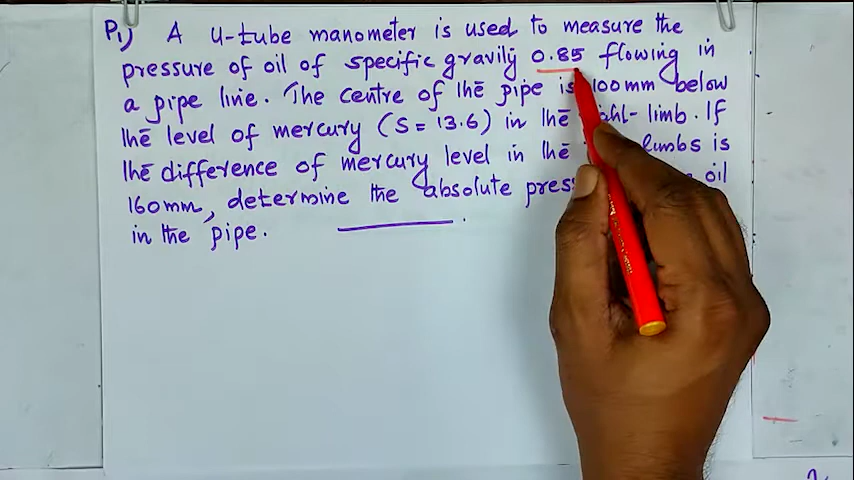 P1) A U-tube manometer is used to measure the
pressure of oil of specific gravity 0.85 flowing in
a pipe line. The centre of the pipe is 100mm below
the level of mercury (S = 13.6) in the limb. If
the difference of mercury level in the limbs is
160mm, determine the absolute oil
in the pipe.